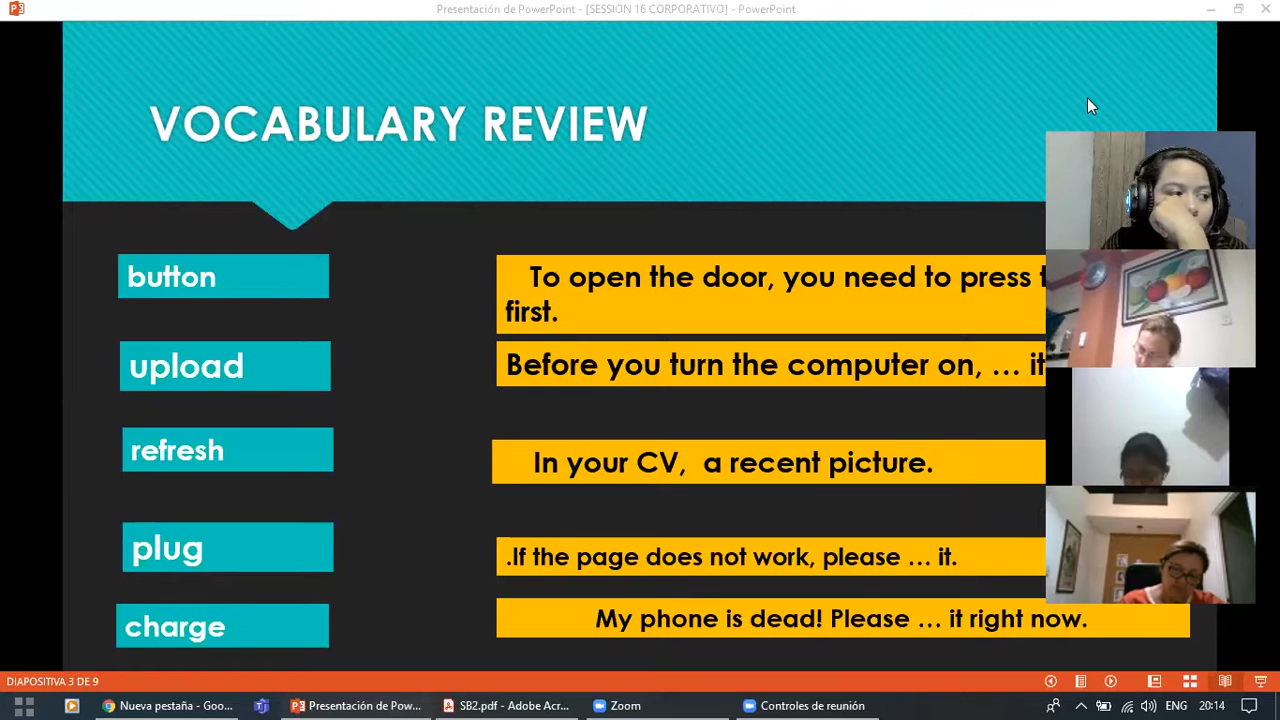 Presentación de PowerPoint - [SESSION 16 CORPORATIVO] - PowerPoint
VOCABULARY REVIEW
button
To open the door, you need to press
first.
upload
Before you turn the computer on, … it
refresh
In your CV, a recent picture.
plug
.If the page does not work, please … it.
charge
My phone is dead! Please … it right now.
DIAPOSITIVA 3 DE 9
Nueva pestaña - Goo...
Presentación de Pow...
SB2.pdf - Adobe Acr...
Zoom
Controles de reunión
ENG
20:14